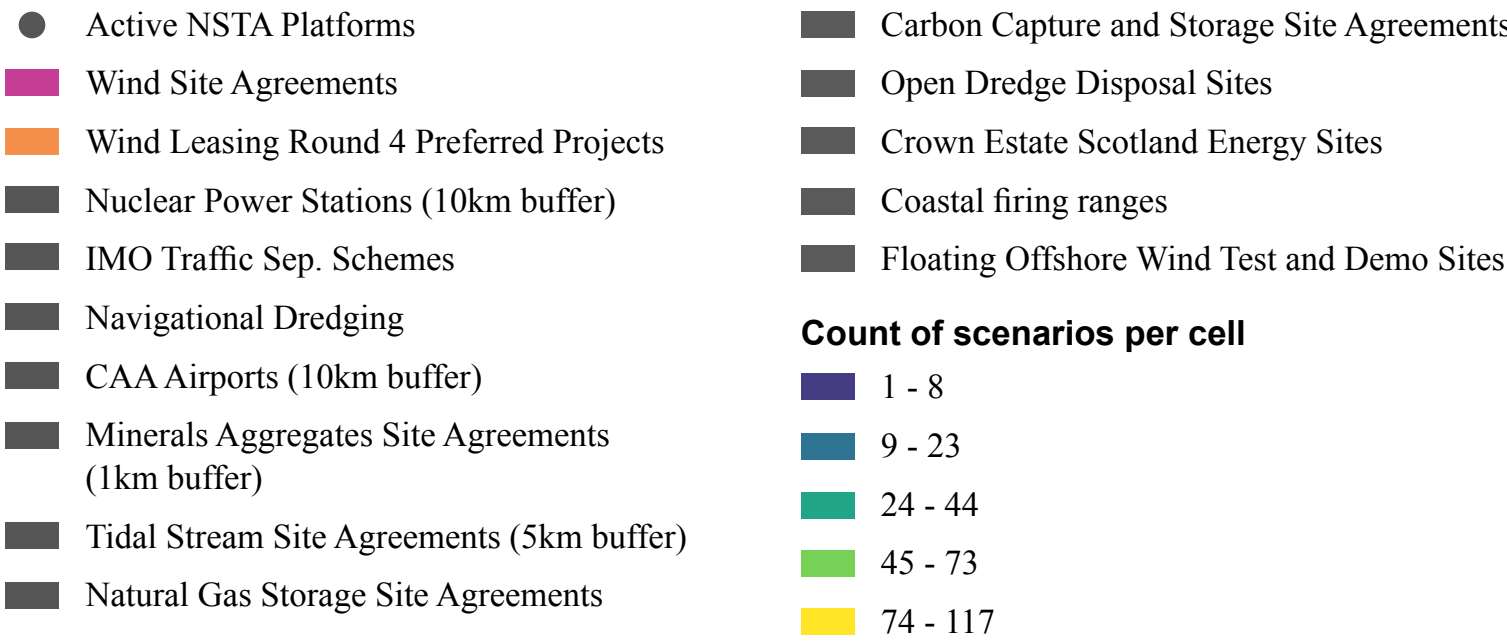 Active NSTA Platforms
Wind Site Agreements
Wind Leasing Round 4 Preferred Projects
Nuclear Power Stations (10km buffer)
IMO Traffic Sep. Schemes
Navigational Dredging
CAA Airports (10km buffer)
Minerals Aggregates Site Agreements
(1km buffer)
Tidal Stream Site Agreements (5km buffer)
Natural Gas Storage Site Agreements
Carbon Capture and Storage Site Agreements
Open Dredge Disposal Sites
Crown Estate Scotland Energy Sites
Coastal firing ranges
Floating Offshore Wind Test and Demo Sites
Count of scenarios per cell
1 - 8
9 - 23
24 - 44
45 - 73
74 - 117